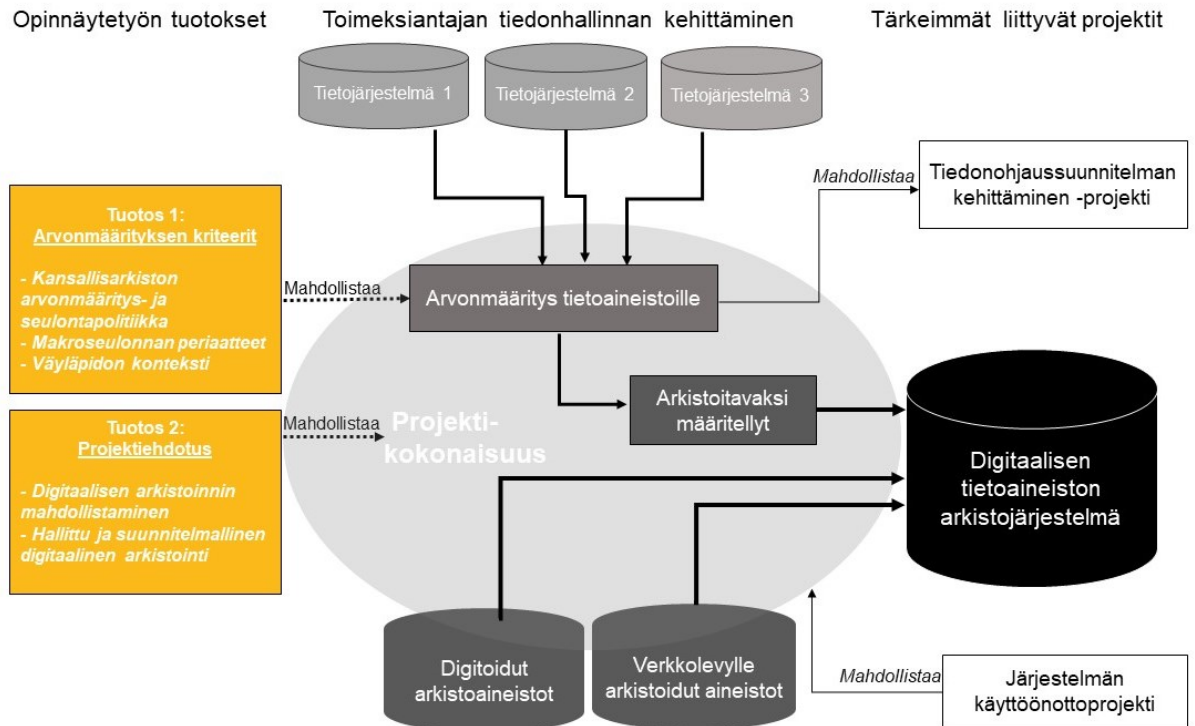 Opinnäytetyön tuotokset
Toimeksiantajan tiedonhallinnan kehittäminen
Tärkeimmät liittyvät projektit
Tietojärjestelmä 1
Tietojärjestelmä 2
Tietojärjestelmä 3
Mahdollistaa
Tiedonohjaussuunnitelman
kehittäminen -projekti
Tuotos 1:
Arvonmäärityksen kriteerit
- Kansallisarkiston
arvonmääritys- ja
seulontapolitiikka
- Makroseulonnan periaatteet
- Väyläpidon konteksti
Mahdollistaa
Arvonmääritys tietoaineistoille
Arkistoitavaksi
määritellyt
Tuotos 2:
Projektiehdotus
- Digitaalisen arkistoinnin
mahdollistaminen
- Hallittu ja suunnitelmallinen
digitaalinen arkistointi
Mahdollistaa
Projekti-
kokonaisuus
Digitaalisen
tietoaineiston
arkistojärjestelmä
Digitoidut
arkistoaineistot
Verkkolevylle
arkistoidut aineistot
Mahdollistaa
Järjestelmän
käyttöönottoprojekti